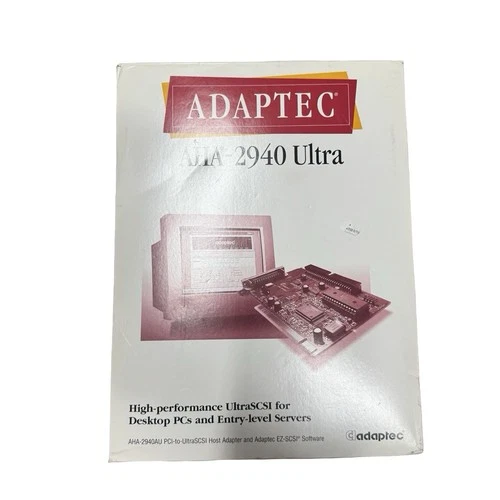 ADAPTEC®
AHA®-2940 Ultra
adaptec
High-performance UltraSCSI for
Desktop PCs and Entry-level Servers
AHA-2940AU PCI-to-UltraSCSI Host Adapter and Adaptec EZ-SCSI® Software
adaptec